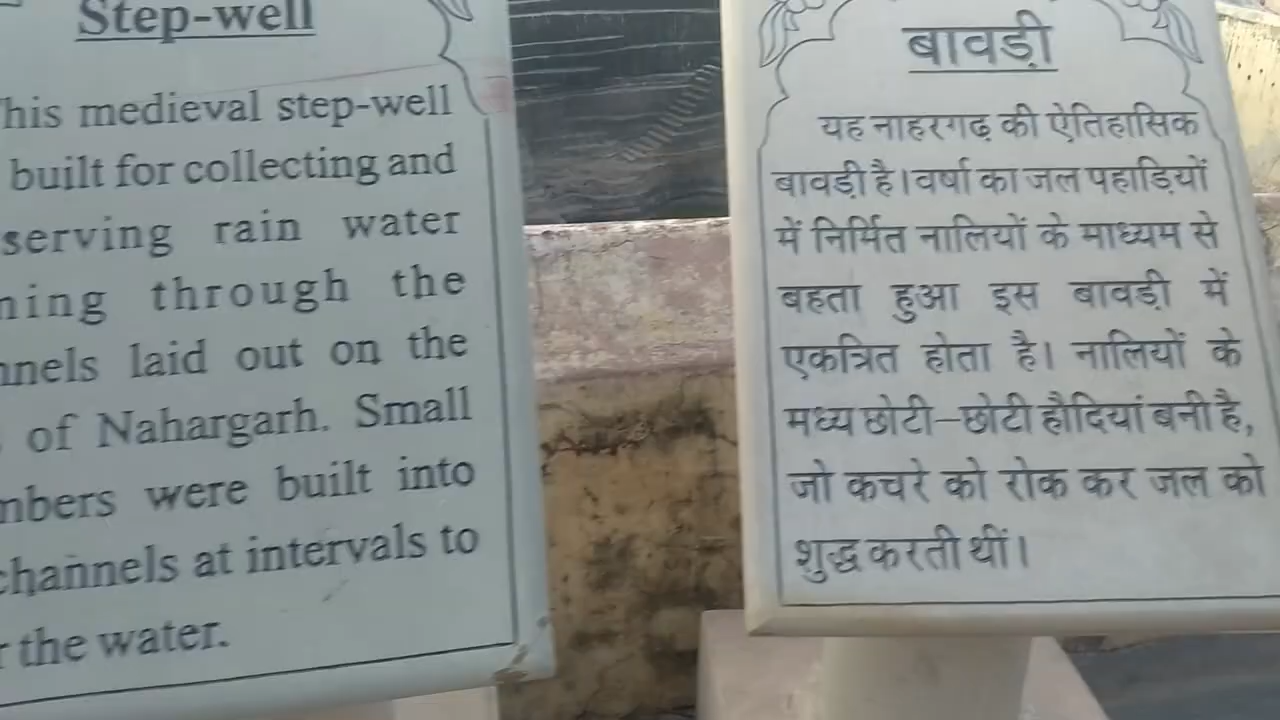 Step-well
his medieval step-well
built for collecting and
serving rain water
ning through the
nnels laid out on the
of Nahargarh. Small
mbers were built into
channels at intervals to
r the water.
बावड़ी
यह नाहरगढ़ की ऐतिहासिक
बावड़ी है। वर्षा का जल पहाड़ियों
में निर्मित नालियों के माध्यम से
बहता हुआ इस बावड़ी में
एकत्रित होता है। नालियों के
मध्य छोटी-छोटी हौदियां बनी है,
जो कचरे को रोक कर जल को
शुद्ध करती थीं।